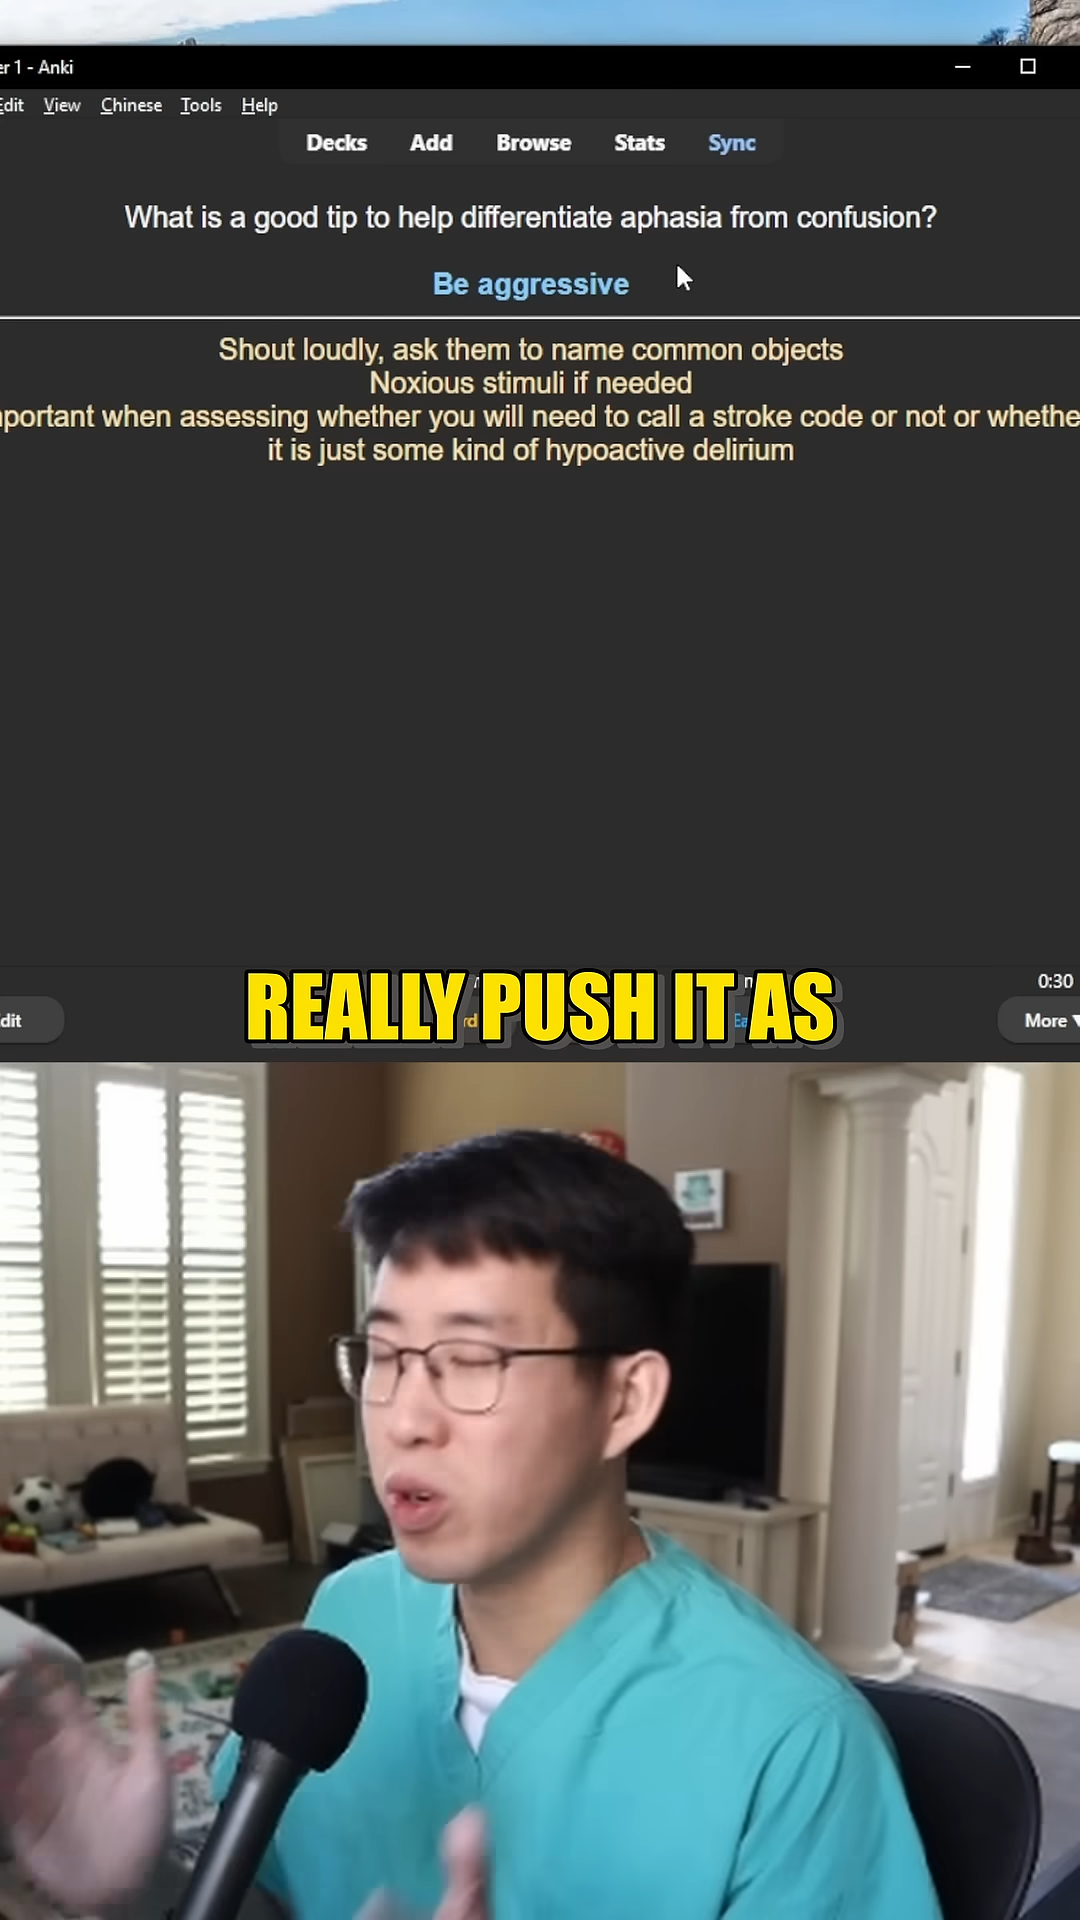 er 1 - Anki
Edit View Chinese Tools Help
Decks Add Browse Stats Sync
What is a good tip to help differentiate aphasia from confusion?
Be aggressive
Shout loudly, ask them to name common objects
Noxious stimuli if needed
portant when assessing whether you will need to call a stroke code or not or whethe
it is just some kind of hypoactive delirium
0:30
dit
More
REALLY PUSH IT AS